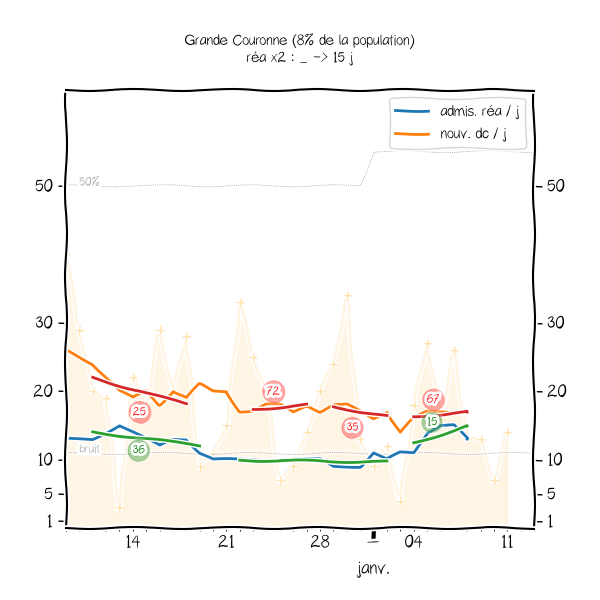 Grande Couronne (8% de la population)
réa x2 : _ -> 15 j
admis. réa / j
nouv. dc / j
50 50
50%
30 30
72
20 20
67
25
35
15
bruit
36
10 10
5 5
1 1
14 21 28 1 04 11
janv.